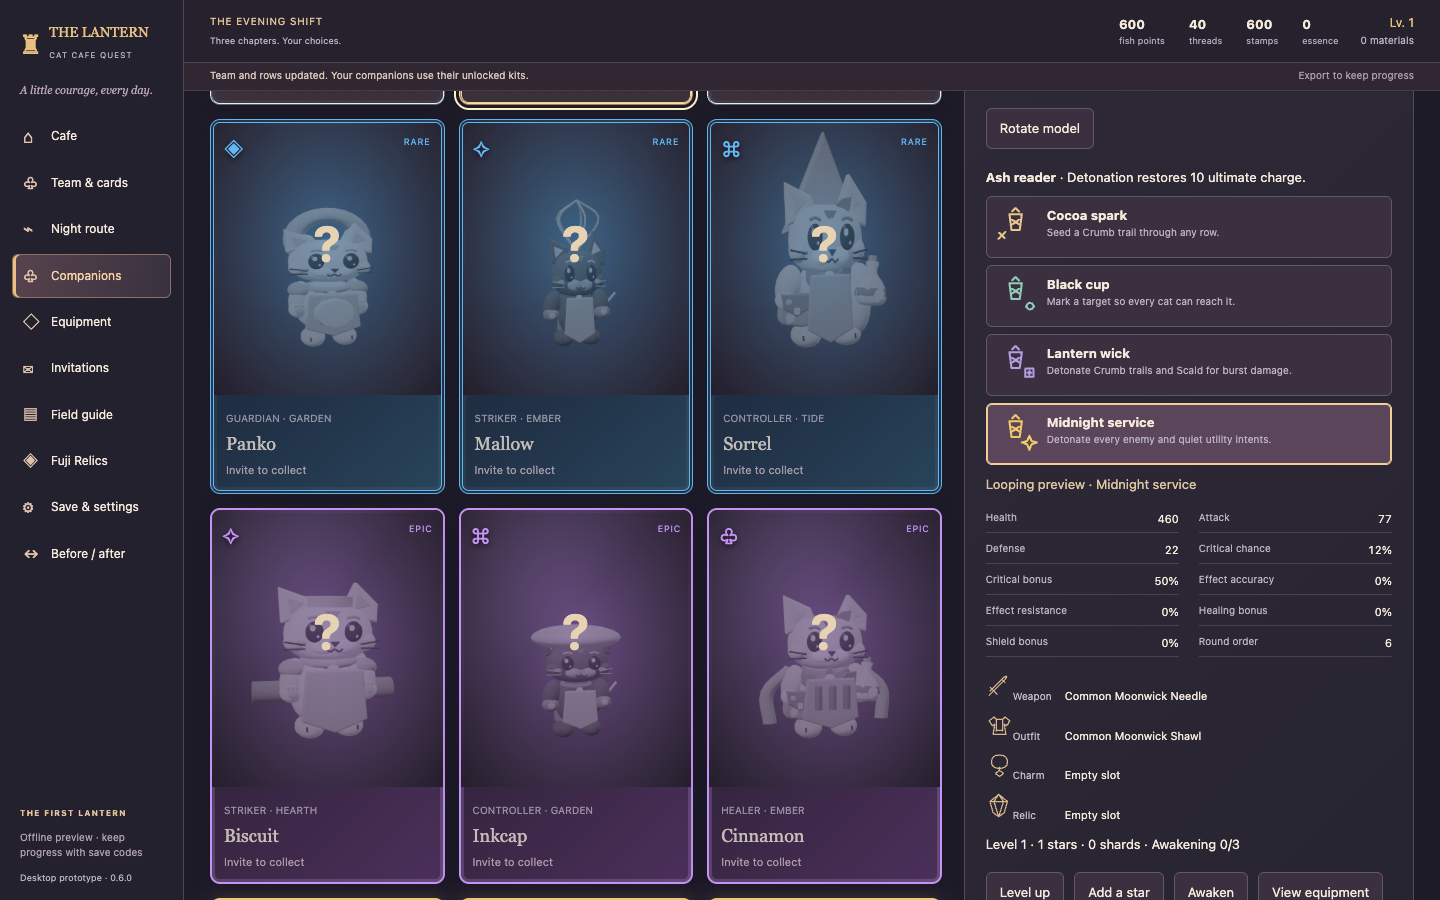 THE LANTERN
CAT CAFE QUEST
A little courage, every day.
Cafe
Team & cards
Night route
Companions
Equipment
Invitations
Field guide
Fuji Relics
Save & settings
Before / after
THE FIRST LANTERN
Offline preview · keep
progress with save codes
Desktop prototype · 0.6.0
THE EVENING SHIFT
Three chapters. Your choices.
600
fish points
40
threads
600
stamps
0
essence
Lv. 1
0 materials
Team and rows updated. Your companions use their unlocked kits.
Export to keep progress
RARE
?
GUARDIAN · GARDEN
Panko
Invite to collect
RARE
?
STRIKER · EMBER
Mallow
Invite to collect
RARE
?
CONTROLLER · TIDE
Sorrel
Invite to collect
EPIC
?
STRIKER · HEARTH
Biscuit
Invite to collect
EPIC
?
CONTROLLER · GARDEN
Inkcap
Invite to collect
EPIC
?
HEALER · EMBER
Cinnamon
Invite to collect
Rotate model
Ash reader · Detonation restores 10 ultimate charge.
Cocoa spark
Seed a Crumb trail through any row.
Black cup
Mark a target so every cat can reach it.
Lantern wick
Detonate Crumb trails and Scald for burst damage.
Midnight service
Detonate every enemy and quiet utility intents.
Looping preview · Midnight service
Health 460
Attack 77
Defense 22
Critical chance 12%
Critical bonus 50%
Effect accuracy 0%
Effect resistance 0%
Healing bonus 0%
Shield bonus 0%
Round order 6
Weapon Common Moonwick Needle
Outfit Common Moonwick Shawl
Charm Empty slot
Relic Empty slot
Level 1 · 1 stars · 0 shards · Awakening 0/3
Level up
Add a star
Awaken
View equipment